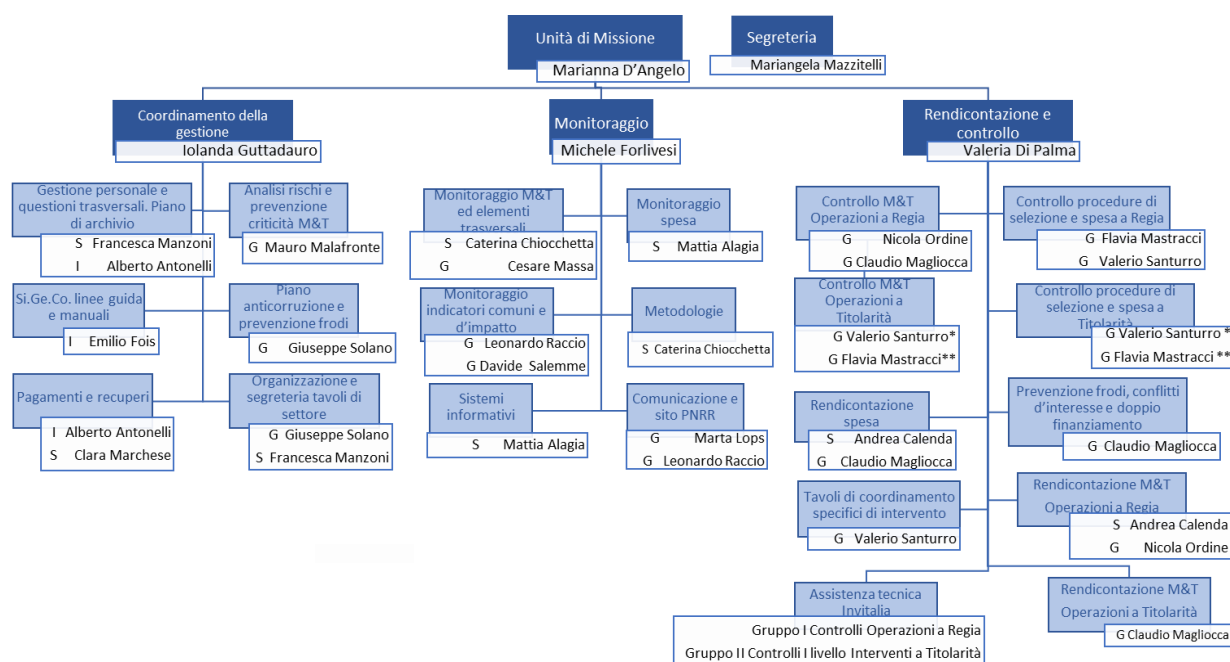 Unità di Missione
Marianna D'Angelo
Segreteria
Mariangela Mazzitelli
Coordinamento della
gestione
Iolanda Guttadauro
Monitoraggio
Michele Forlivesi
Rendicontazione e
controllo
Valeria Di Palma
Gestione personale e
questioni trasversali. Piano
di archivio
S Francesca Manzoni
I Alberto Antonelli
Analisi rischi e
prevenzione
criticità M&T
G Mauro Malafronte
Si.Ge.Co. linee guida
e manuali
I Emilio Fois
Piano
anticorruzione e
prevenzione frodi
G Giuseppe Solano
Pagamenti e recuperi
I Alberto Antonelli
S Clara Marchese
Organizzazione e
segreteria tavoli di
settore
G Giuseppe Solano
S Francesca Manzoni
Monitoraggio M&T
ed elementi
trasversali
S Caterina Chiocchetta
G Cesare Massa
Monitoraggio
spesa
S Mattia Alagia
Monitoraggio
indicatori comuni e
d'impatto
G Leonardo Raccio
G Davide Salemme
Metodologie
S Caterina Chiocchetta
Sistemi
informativi
S Mattia Alagia
Comunicazione e
sito PNRR
G Marta Lops
G Leonardo Raccio
Controllo M&T
Operazioni a Regia
G Nicola Ordine
G Claudio Magliocca
Controllo procedure di
selezione e spesa a Regia
G Flavia Mastracci
G Valerio Santurro
Controllo M&T
Operazioni a
Titolarità
G Valerio Santurro*
G Flavia Mastracci**
Controllo procedure di
selezione e spesa a
Titolarità
G Valerio Santurro *
G Flavia Mastracci **
Rendicontazione
spesa
S Andrea Calenda
G Claudio Magliocca
Prevenzione frodi, conflitti
d'interesse e doppio
finanziamento
G Claudio Magliocca
Tavoli di coordinamento
specifici di intervento
G Valerio Santurro
Rendicontazione M&T
Operazioni a Regia
S Andrea Calenda
G Nicola Ordine
Assistenza tecnica
Invitalia
Gruppo I Controlli Operazioni a Regia
Gruppo II Controlli I livello Interventi a Titolarità
Rendicontazione M&T
Operazioni a Titolarità
G Claudio Magliocca